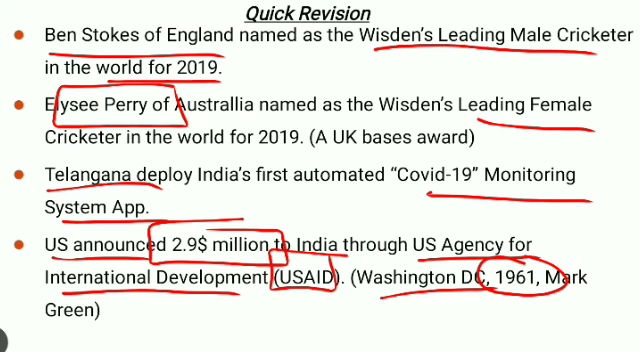 Quick Revision
Ben Stokes of England named as the Wisden's Leading Male Cricketer
in the world for 2019.
Elysee Perry of Australlia named as the Wisden's Leading Female
Cricketer in the world for 2019. (A UK bases award)
Telangana deploy India's first automated "Covid-19" Monitoring
System App.
US announced 2.9$ million to India through US Agency for
International Development (USAID). (Washington DC, 1961, Mark
Green)